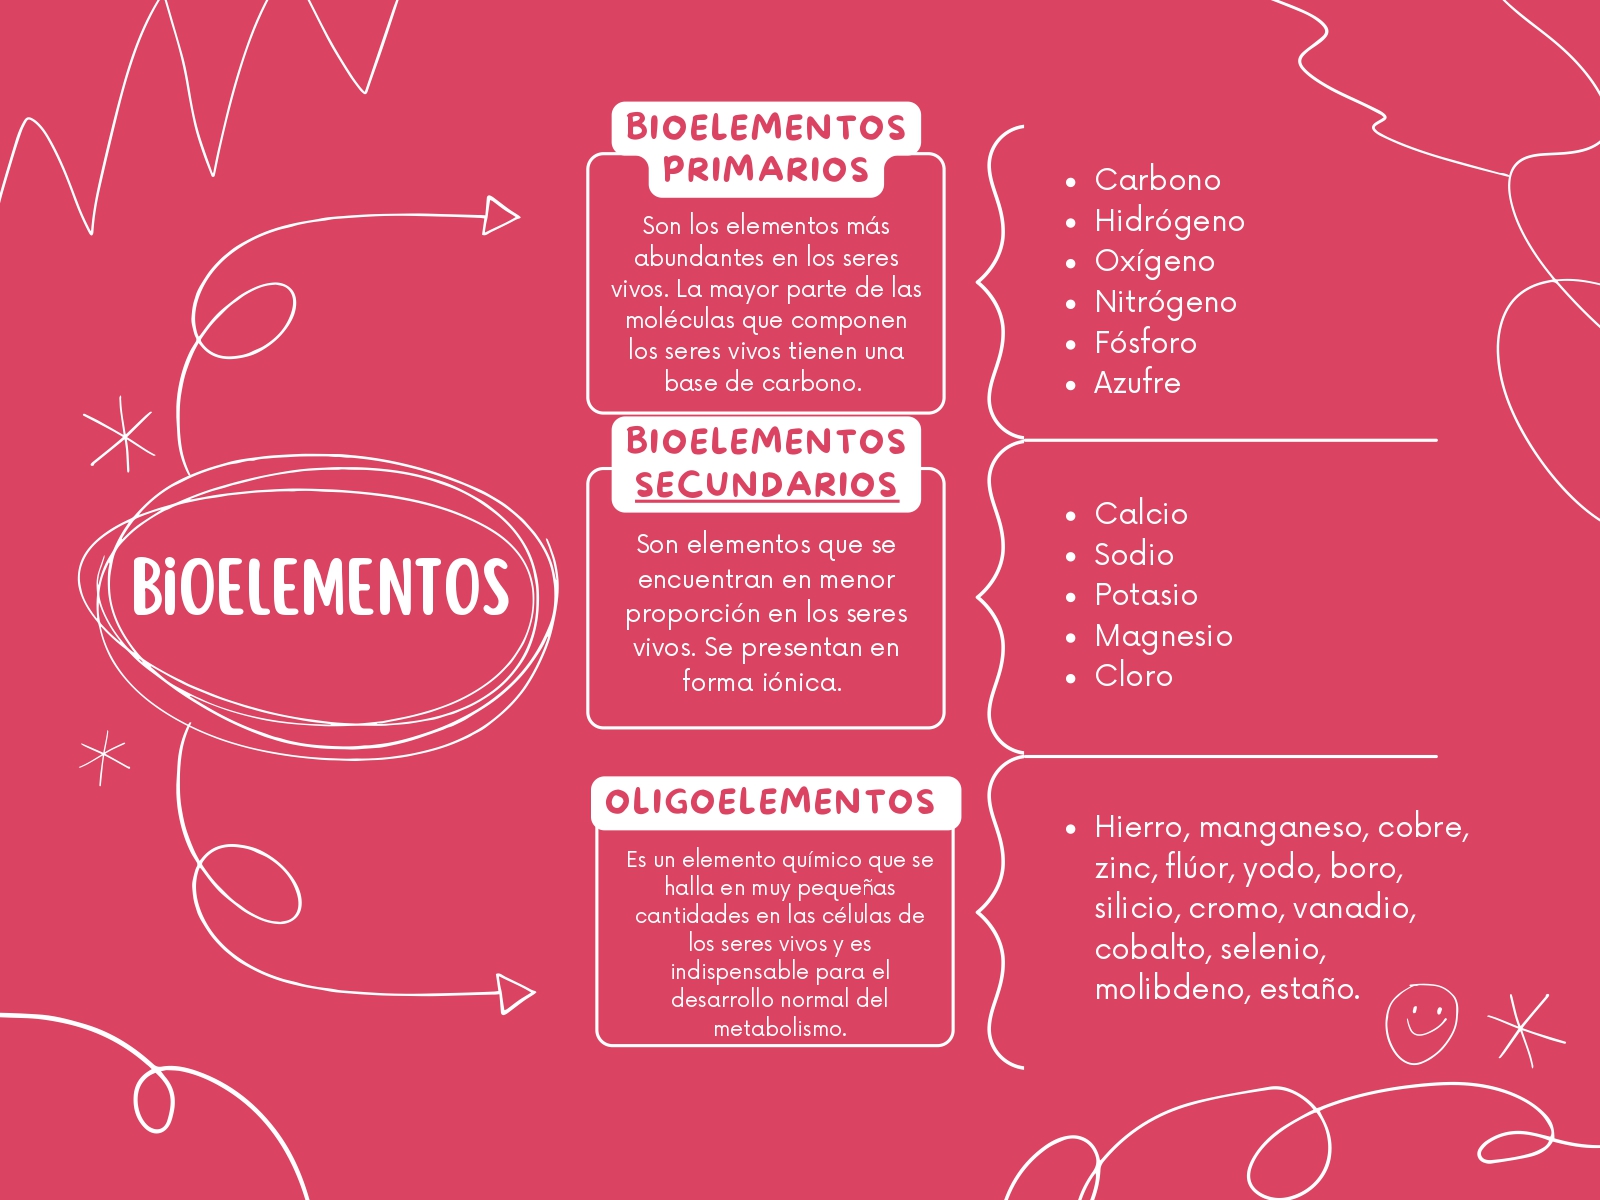 BiOELEMENTOS
BIOELEMENTOS
PRIMARIOS
Son los elementos más
abundantes en los seres
vivos. La mayor parte de las
moléculas que componen
los seres vivos tienen una
base de carbono.
• Carbono
• Hidrógeno
• Oxígeno
• Nitrógeno
• Fósforo
• Azufre
BIOELEMENTOS
SECUNDARIOS
Son elementos que se
encuentran en menor
proporción en los seres
vivos. Se presentan en
forma iónica.
• Calcio
• Sodio
• Potasio
• Magnesio
• Cloro
OLIGOELEMENTOS
Es un elemento químico que se
halla en muy pequeñas
cantidades en las células de
los seres vivos y es
indispensable para el
desarrollo normal del
metabolismo.
• Hierro, manganeso, cobre,
zinc, flúor, yodo, boro,
silicio, cromo, vanadio,
cobalto, selenio,
molibdeno, estaño.